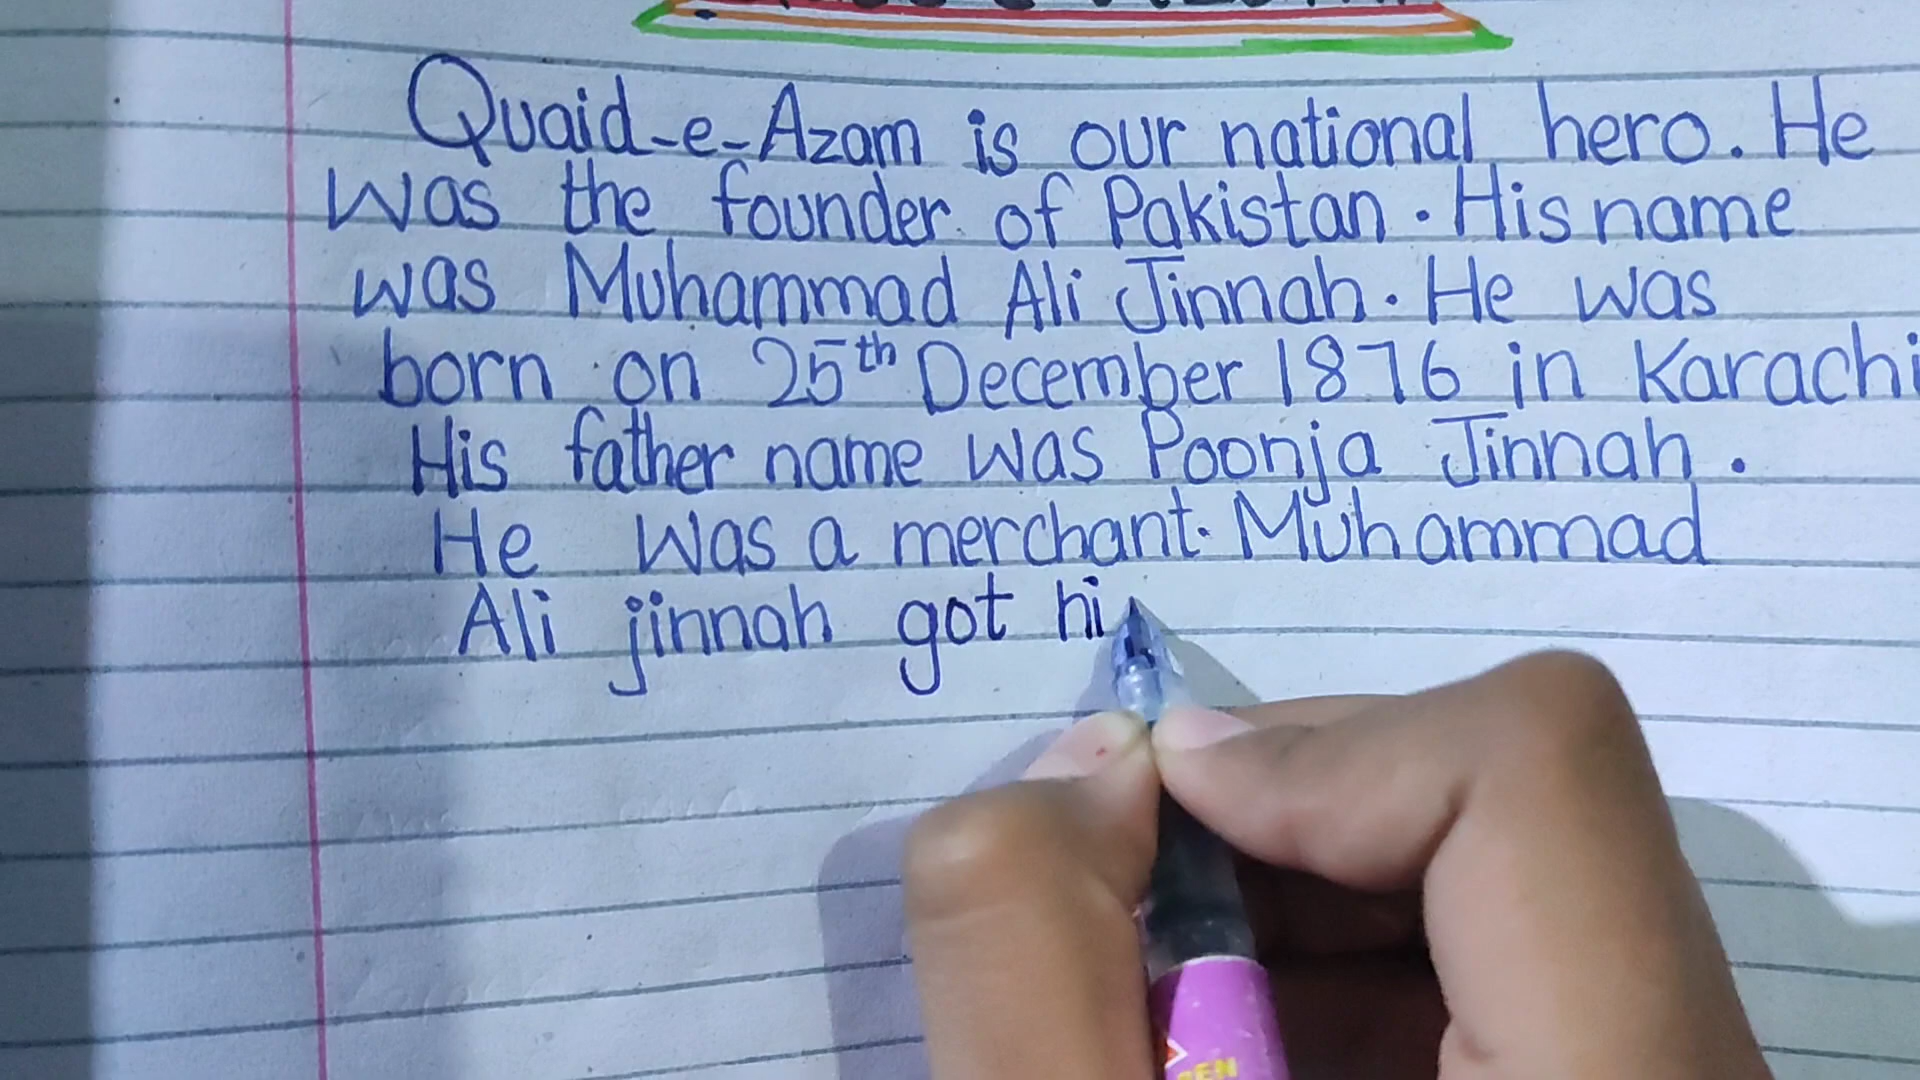 Quaid-e-Azam is our national hero. He
was the founder of Pakistan. His name
was Muhammad Ali Jinnah. He was
born on 25th December 1876 in Karachi
His father name was Poonja Jinnah.
He was a merchant. Muhammad
Ali jinnah got hi
PEN